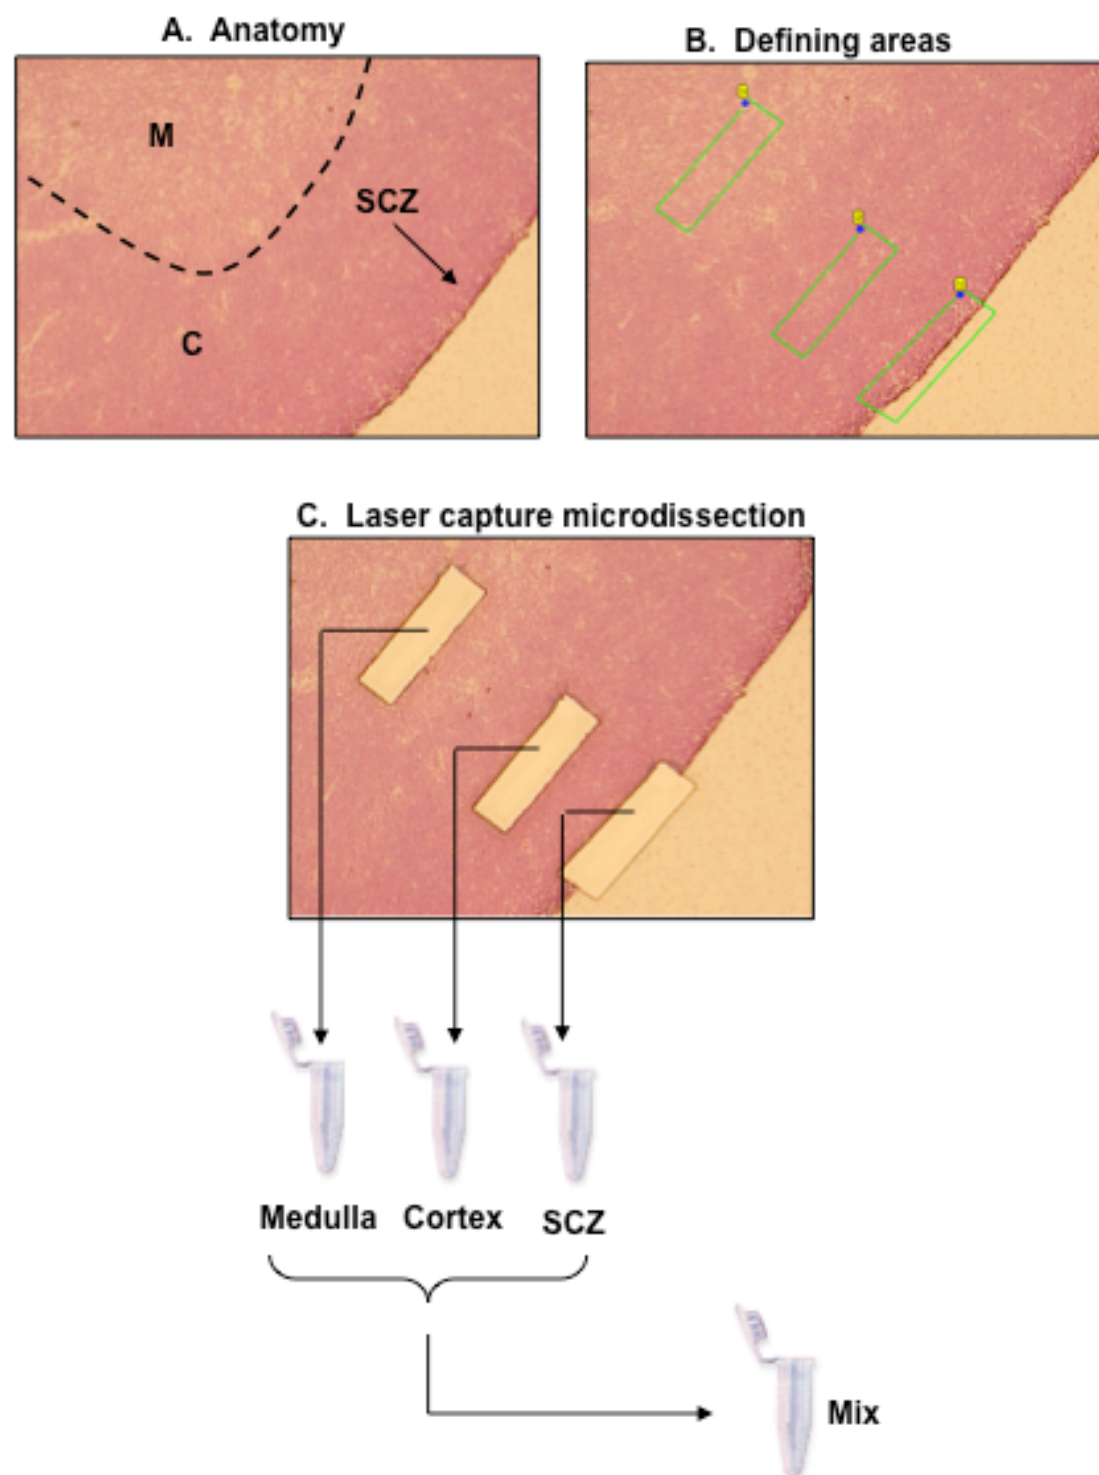 A. Anatomy
M
SCZ
C
B. Defining areas
C. Laser capture microdissection
Medulla Cortex SCZ
Mix